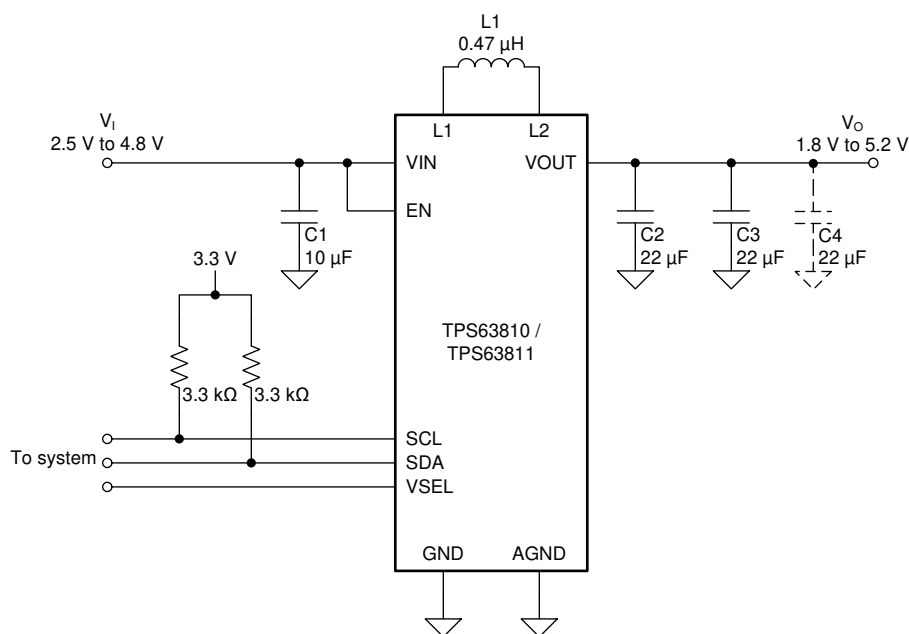 L1
0.47 µH
L1
L2
V_I
2.5 V to 4.8 V
V_O
1.8 V to 5.2 V
VIN
VOUT
EN
C1
10 µF
C2
22 µF
C3
22 µF
C4
22 µF
3.3 V
TPS63810 /
TPS63811
3.3 kΩ
3.3 kΩ
SCL
To system
SDA
VSEL
GND
AGND